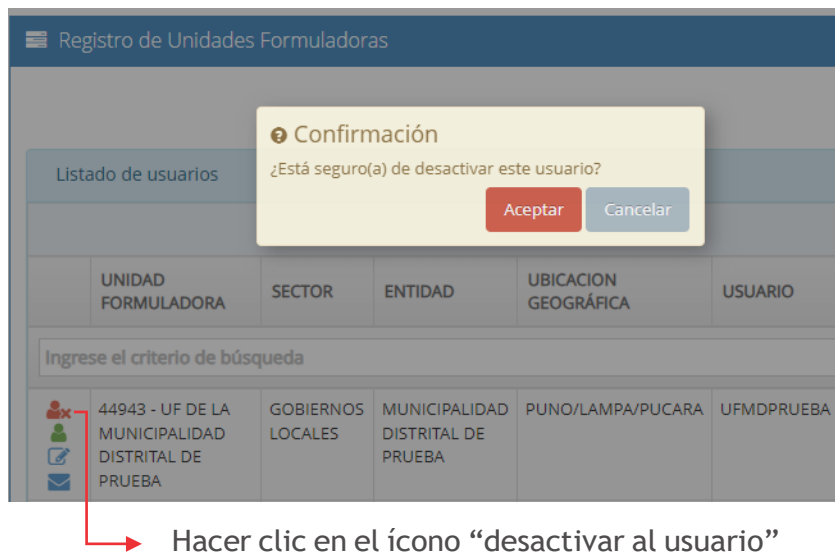 Registro de Unidades Formuladoras
Confirmación
¿Está seguro(a) de desactivar este usuario?
Aceptar Cancelar
Listado de usuarios
UNIDAD FORMULADORA SECTOR ENTIDAD UBICACION GEOGRÁFICA USUARIO
Ingrese el criterio de búsqueda
44943 - UF DE LA GOBIERNOS MUNICIPALIDAD PUNO/LAMPA/PUCARA UFMDPRUEBA
MUNICIPALIDAD LOCALES DISTRITAL DE
DISTRITAL DE PRUEBA
PRUEBA
Hacer clic en el ícono “desactivar al usuario”